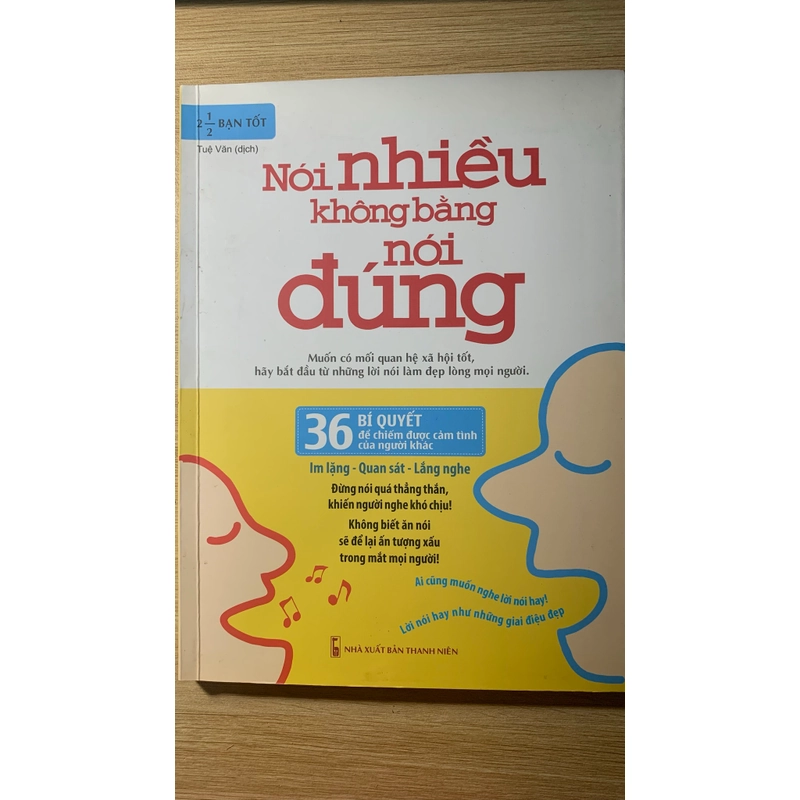 2 1/2 BẠN TỐT
Tuệ Văn (dịch)
Nói nhiều
không bằng
nói
đúng
Muốn có mối quan hệ xã hội tốt,
hãy bắt đầu từ những lời nói làm đẹp lòng mọi người.
36 BÍ QUYẾT
để chiếm được cảm tình
của người khác
Im lặng - Quan sát - Lắng nghe
Đừng nói quá thẳng thắn,
khiến người nghe khó chịu!
Không biết ăn nói
sẽ để lại ấn tượng xấu
trong mắt mọi người!
Ai cũng muốn nghe lời nói hay!
Lời nói hay như những giai điệu đẹp
NHÀ XUẤT BẢN THANH NIÊN